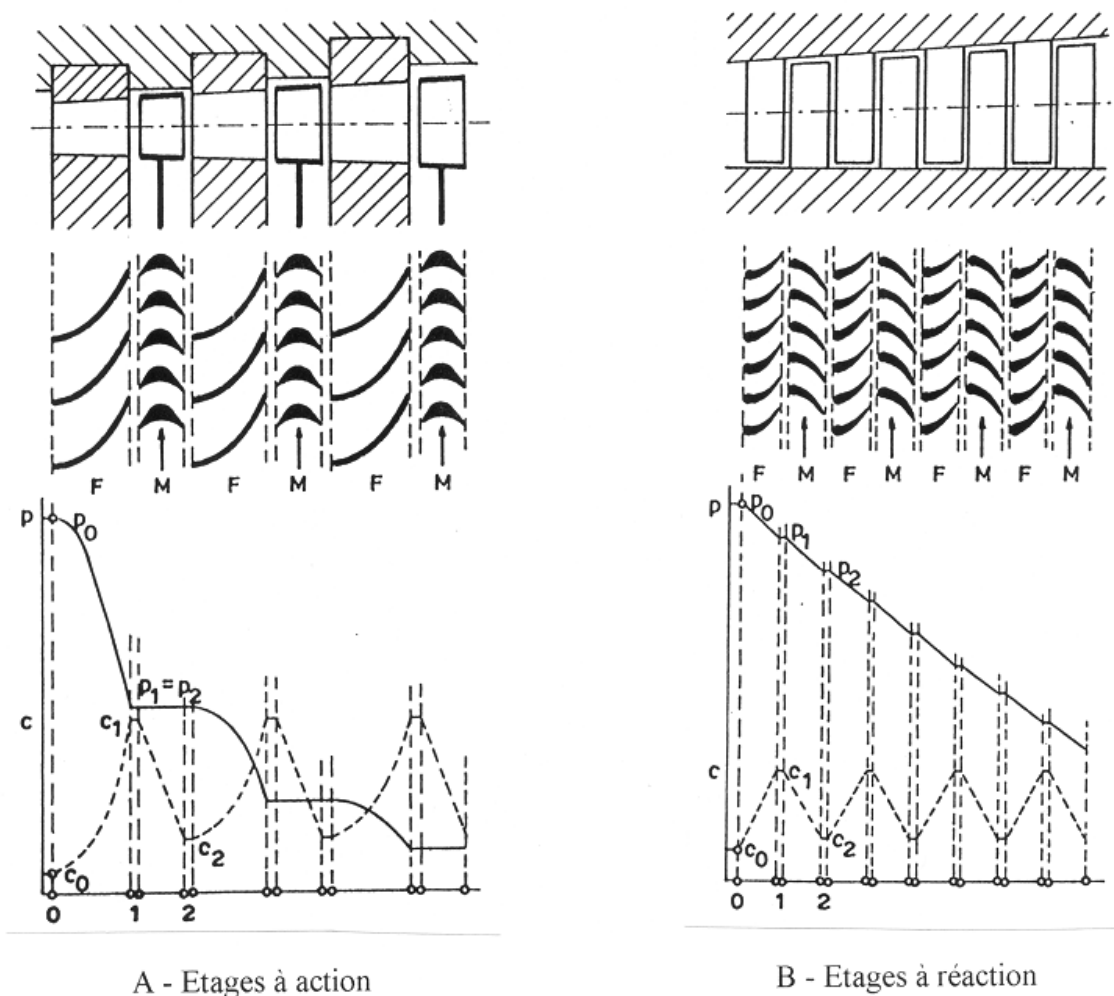 F M F M F M
P
p0
p1=p2
c
c1
c2
c0
0 1 2
A - Etages à action
F M F M F M F M
P
p0
p1
p2
c
c1
c0
c2
0 1 2
B - Etages à réaction